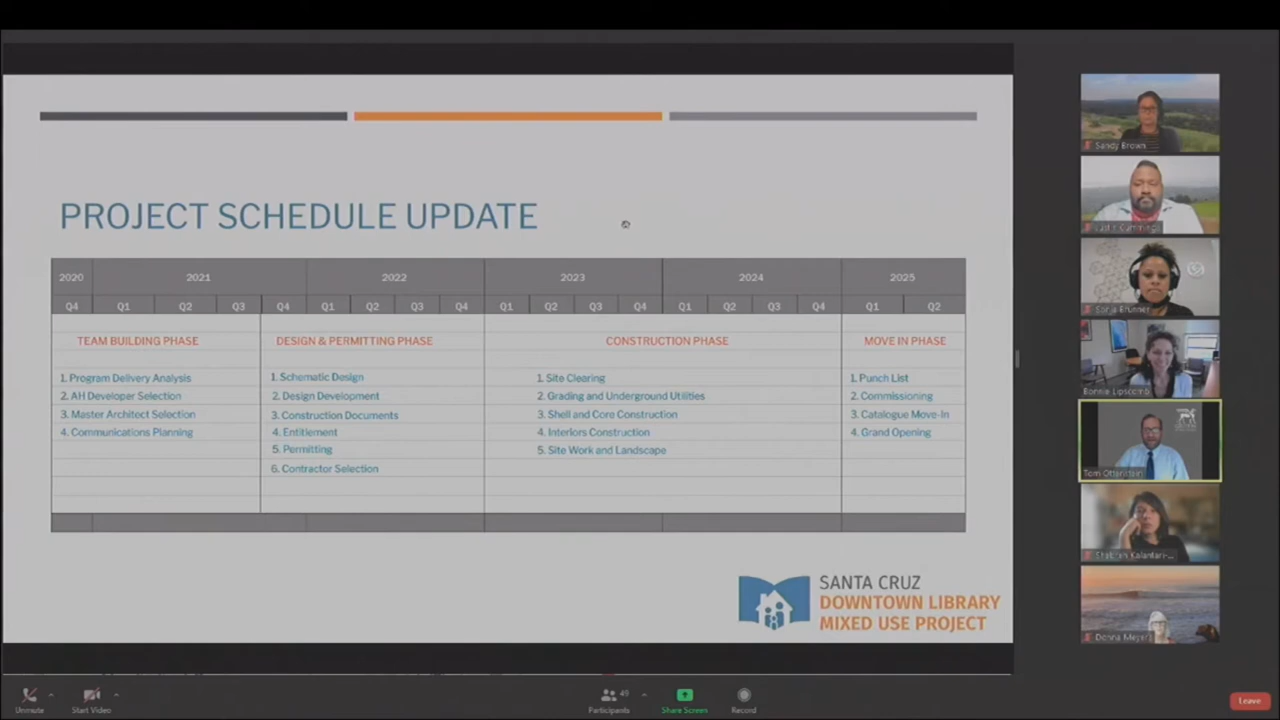 PROJECT SCHEDULE UPDATE
2020 2021 2022 2023 2024 2025
Q4 Q1 Q2 Q3 Q4 Q1 Q2 Q3 Q4 Q1 Q2 Q3 Q4 Q1 Q2 Q3 Q4 Q1 Q2
TEAM BUILDING PHASE
1. Program Delivery Analysis
2. AH Developer Selection
3. Master Architect Selection
4. Communications Planning
DESIGN & PERMITTING PHASE
1. Schematic Design
2. Design Development
3. Construction Documents
4. Entitlement
5. Permitting
6. Contractor Selection
CONSTRUCTION PHASE
1. Site Clearing
2. Grading and Underground Utilities
3. Shell and Core Construction
4. Interiors Construction
5. Site Work and Landscape
MOVE IN PHASE
1. Punch List
2. Commissioning
3. Catalogue Move-In
4. Grand Opening
SANTA CRUZ
DOWNTOWN LIBRARY
MIXED USE PROJECT
Sandy Brown
Justin Cummings
Sonja Brunner
Bonnie Lipscomb
Tom Ottenstein
Shebreh Kalantari-...
Donna Meyers
Unmute
Start Video
49
Participants
Share Screen
Record
Leave